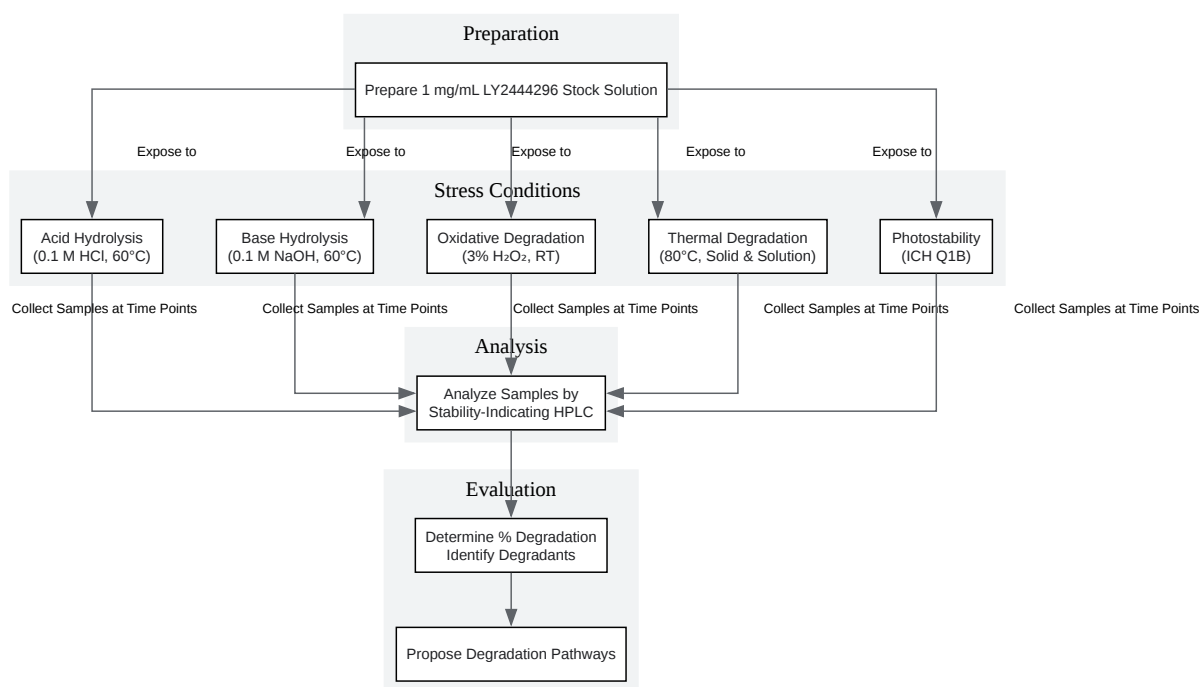 Preparation
Prepare 1 mg/mL LY2444296 Stock Solution
Expose to
Expose to
Expose to
Expose to
Expose to
Stress Conditions
Acid Hydrolysis
(0.1 M HCl, 60°C)
Base Hydrolysis
(0.1 M NaOH, 60°C)
Oxidative Degradation
(3% H₂O₂, RT)
Thermal Degradation
(80°C, Solid & Solution)
Photostability
(ICH Q1B)
Collect Samples at Time Points
Collect Samples at Time Points
Collect Samples at Time Points
Collect Samples at Time Points
Collect Samples at Time Points
Analysis
Analyze Samples by
Stability-Indicating HPLC
Evaluation
Determine % Degradation
Identify Degradants
Propose Degradation Pathways